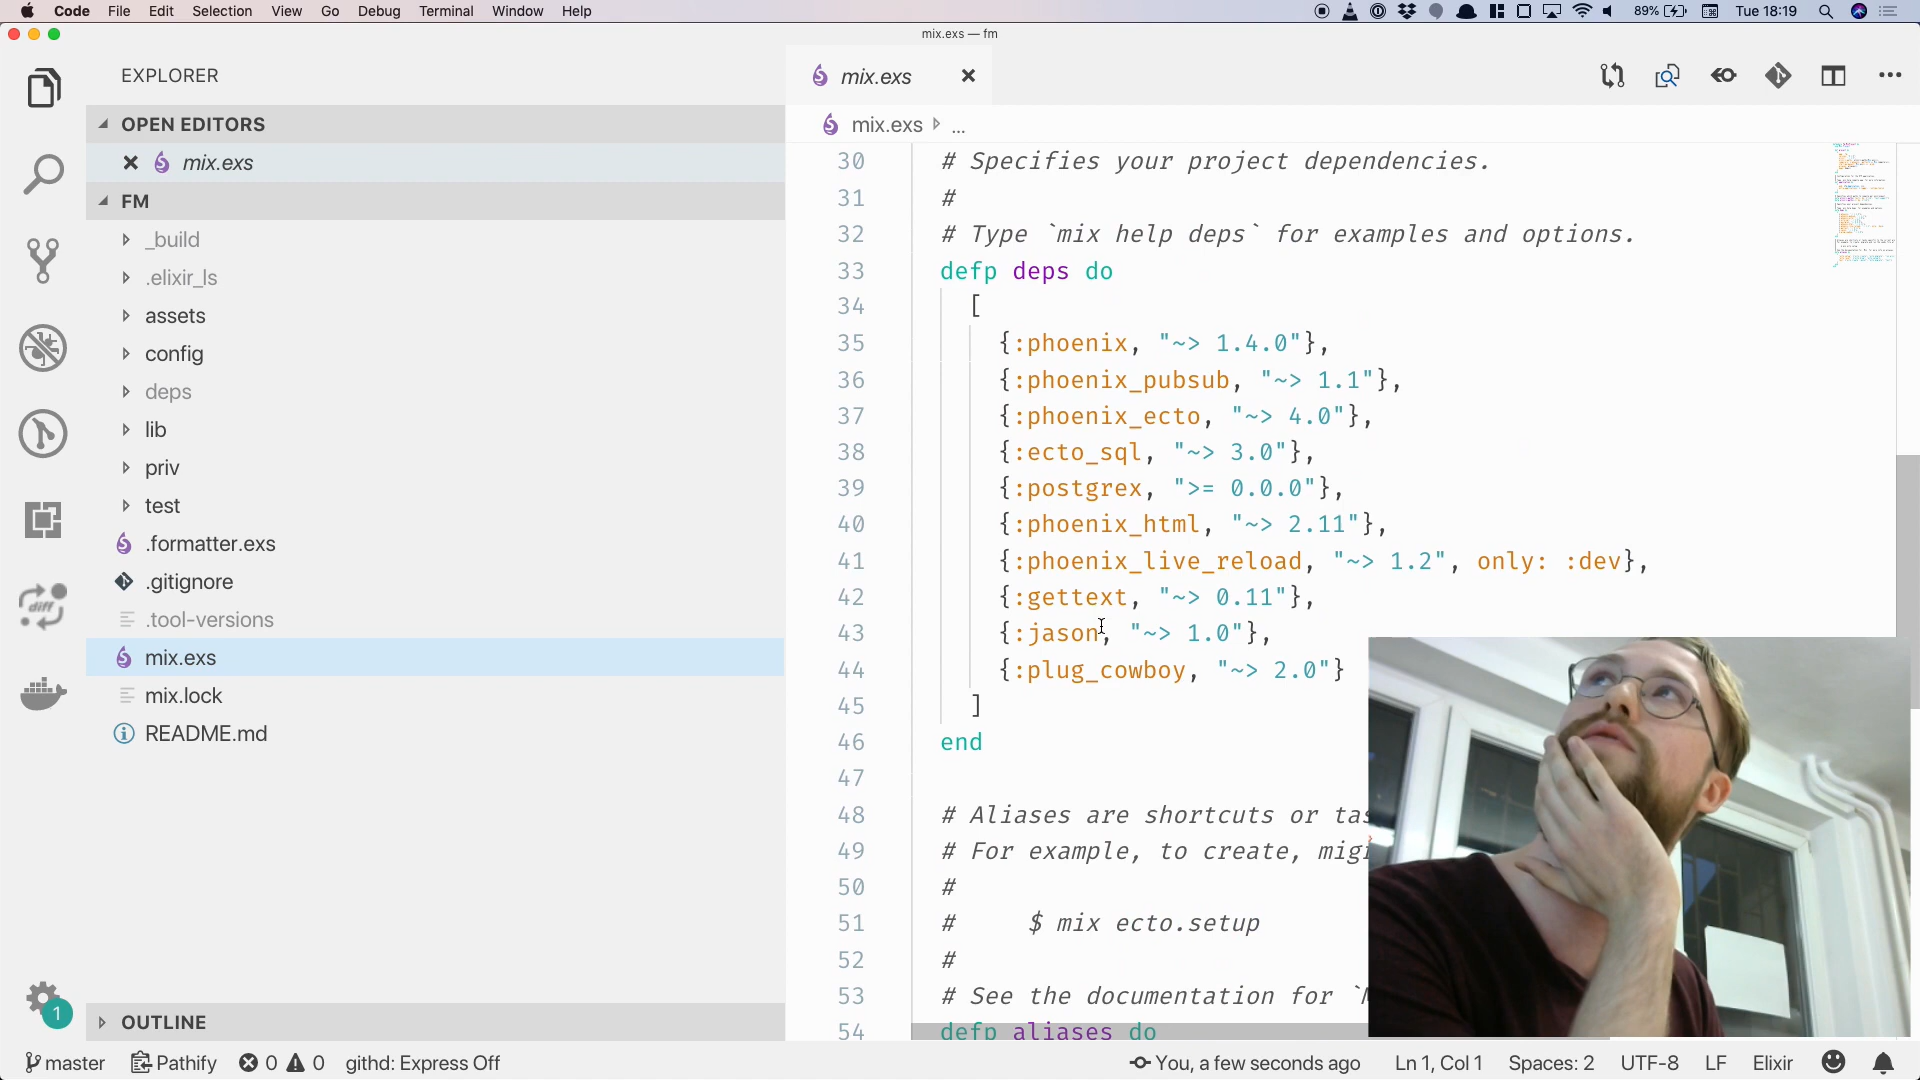 Code File Edit Selection View Go Debug Terminal Window Help 89% Tue 18:19
mix.exs — fm
EXPLORER
OPEN EDITORS
mix.exs
FM
_build
.elixir_ls
assets
config
deps
lib
priv
test
.formatter.exs
.gitignore
.tool-versions
mix.exs
mix.lock
README.md
OUTLINE
diff
1
mix.exs
mix.exs ...
30 # Specifies your project dependencies.
31 #
32 # Type `mix help deps` for examples and options.
33 defp deps do
34 [
35 {:phoenix, "~> 1.4.0"},
36 {:phoenix_pubsub, "~> 1.1"},
37 {:phoenix_ecto, "~> 4.0"},
38 {:ecto_sql, "~> 3.0"},
39 {:postgrex, ">= 0.0.0"},
40 {:phoenix_html, "~> 2.11"},
41 {:phoenix_live_reload, "~> 1.2", only: :dev},
42 {:gettext, "~> 0.11"},
43 {:jason, "~> 1.0"},
44 {:plug_cowboy, "~> 2.0"}
45 ]
46 end
47
48 # Aliases are shortcuts or tas
49 # For example, to create, mig
50 #
51 # $ mix ecto.setup
52 #
53 # See the documentation for `
54 defp aliases do
master Pathify 0 0 githd: Express Off You, a few seconds ago Ln 1, Col 1 Spaces: 2 UTF-8 LF Elixir